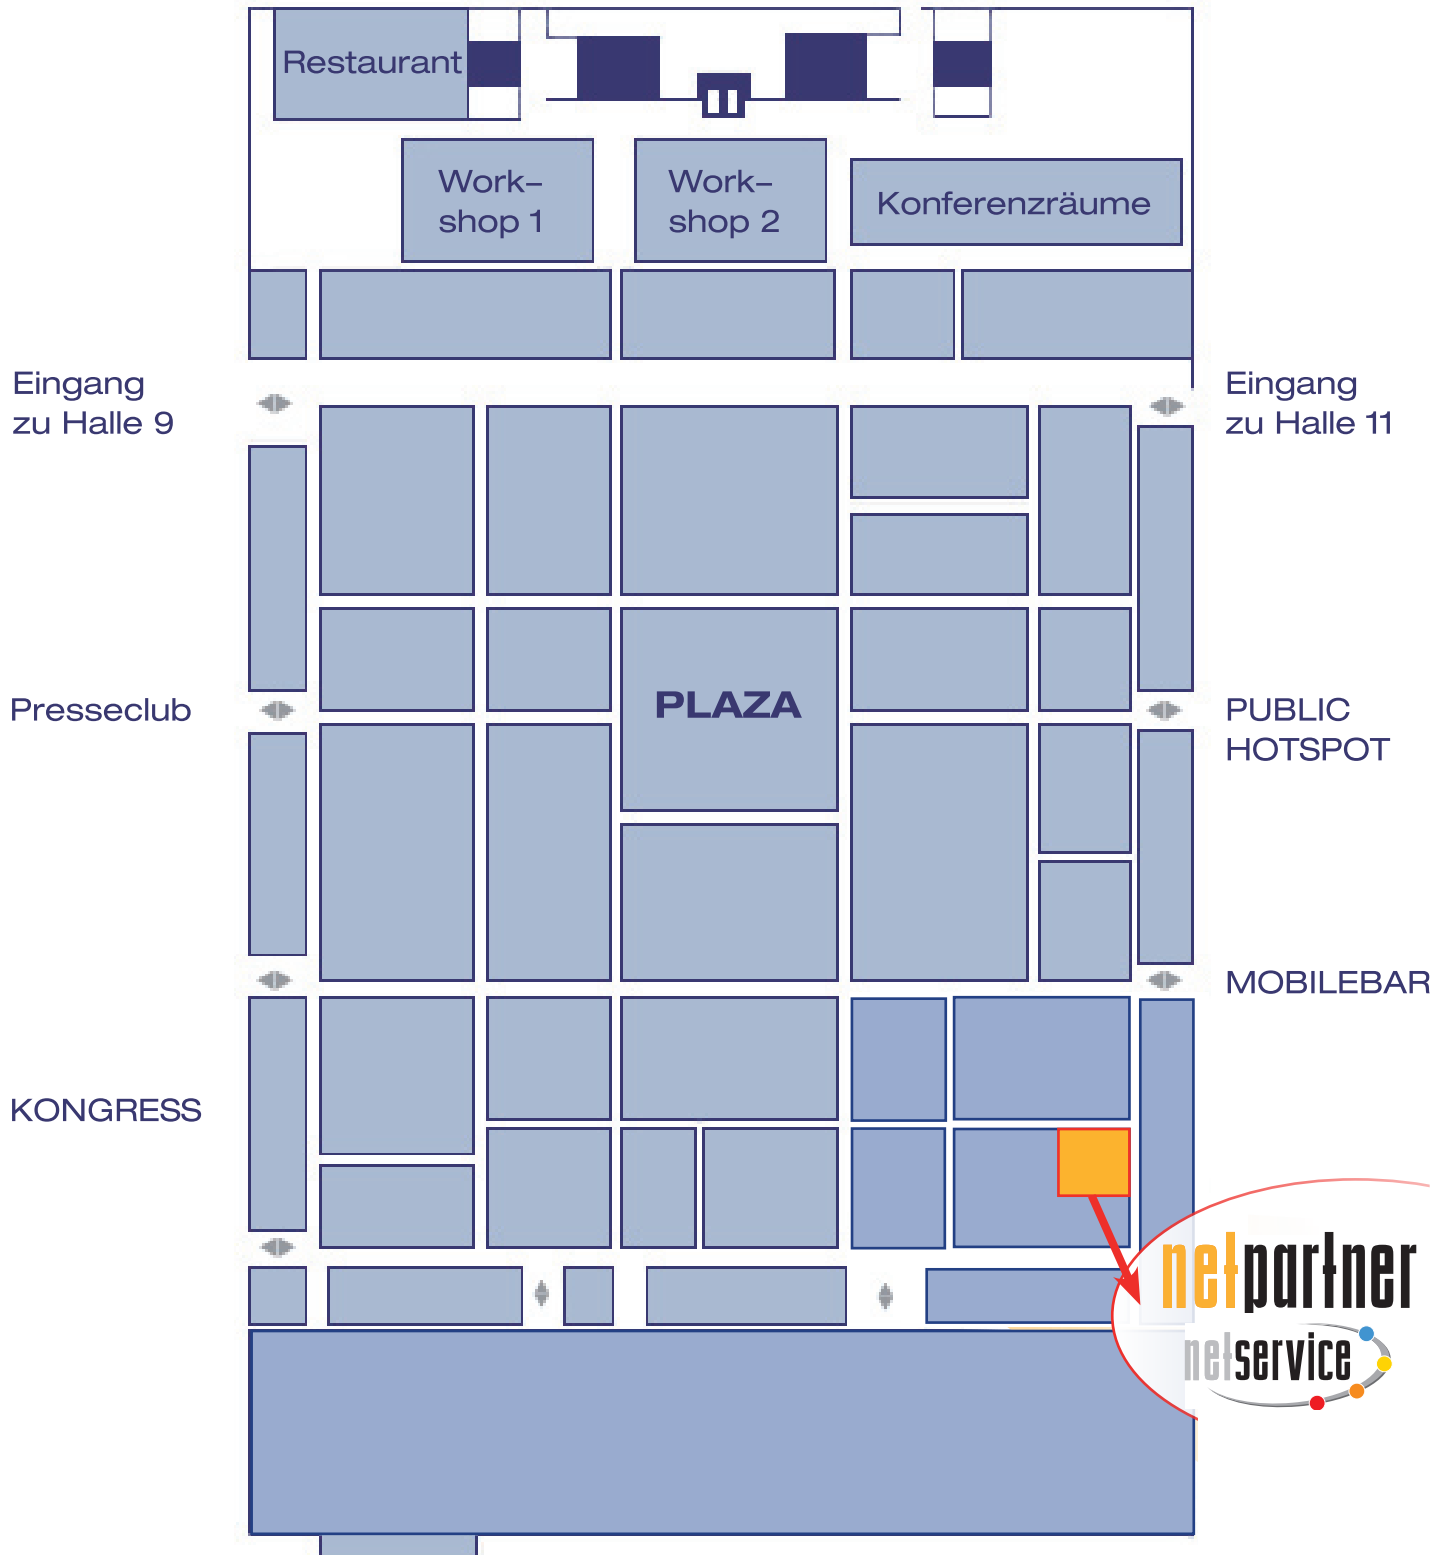 Restaurant
Work-
shop 1
Work-
shop 2
Konferenzräume
Eingang
zu Halle 9
Eingang
zu Halle 11
Presseclub
PLAZA
PUBLIC
HOTSPOT
MOBILEBAR
KONGRESS
netpartner
netservice